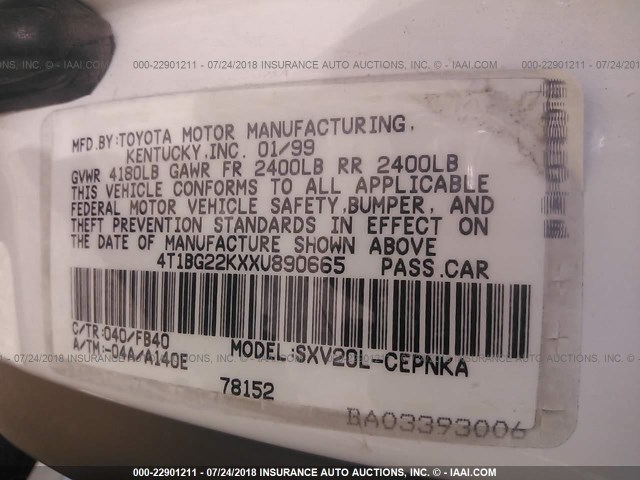 000-22901211 - 07/24/2018 INSURANCE AUTO AUCTIONS, INC. - © IAAI.COM
MFD.BY:TOYOTA MOTOR MANUFACTURING,
KENTUCKY,INC. 01/99
GVWR 4180LB GAWR FR 2400LB RR 2400LB
THIS VEHICLE CONFORMS TO ALL APPLICABLE
FEDERAL MOTOR VEHICLE SAFETY,BUMPER, AND
THEFT PREVENTION STANDARDS IN EFFECT ON
THE DATE OF MANUFACTURE SHOWN ABOVE
4T1BG22KXXU890665 PASS.CAR
C/TR:040/FB40
A/TM:-04A/A140E
MODEL:SXV20L-CEPNKA
78152
BA03393006
000-22901211 - 07/24/2018 INSURANCE AUTO AUCTIONS, INC. - © IAAI.COM